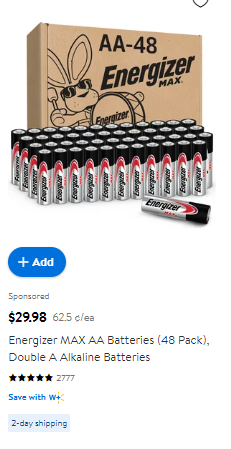 AA-48
Energizer
MAX
Energizer
Energizer
MAX
+ Add
Sponsored
$29.98 62.5 ¢/ea
Energizer MAX AA Batteries (48 Pack),
Double A Alkaline Batteries
★★★★★ 2777
Save with W+
2-day shipping